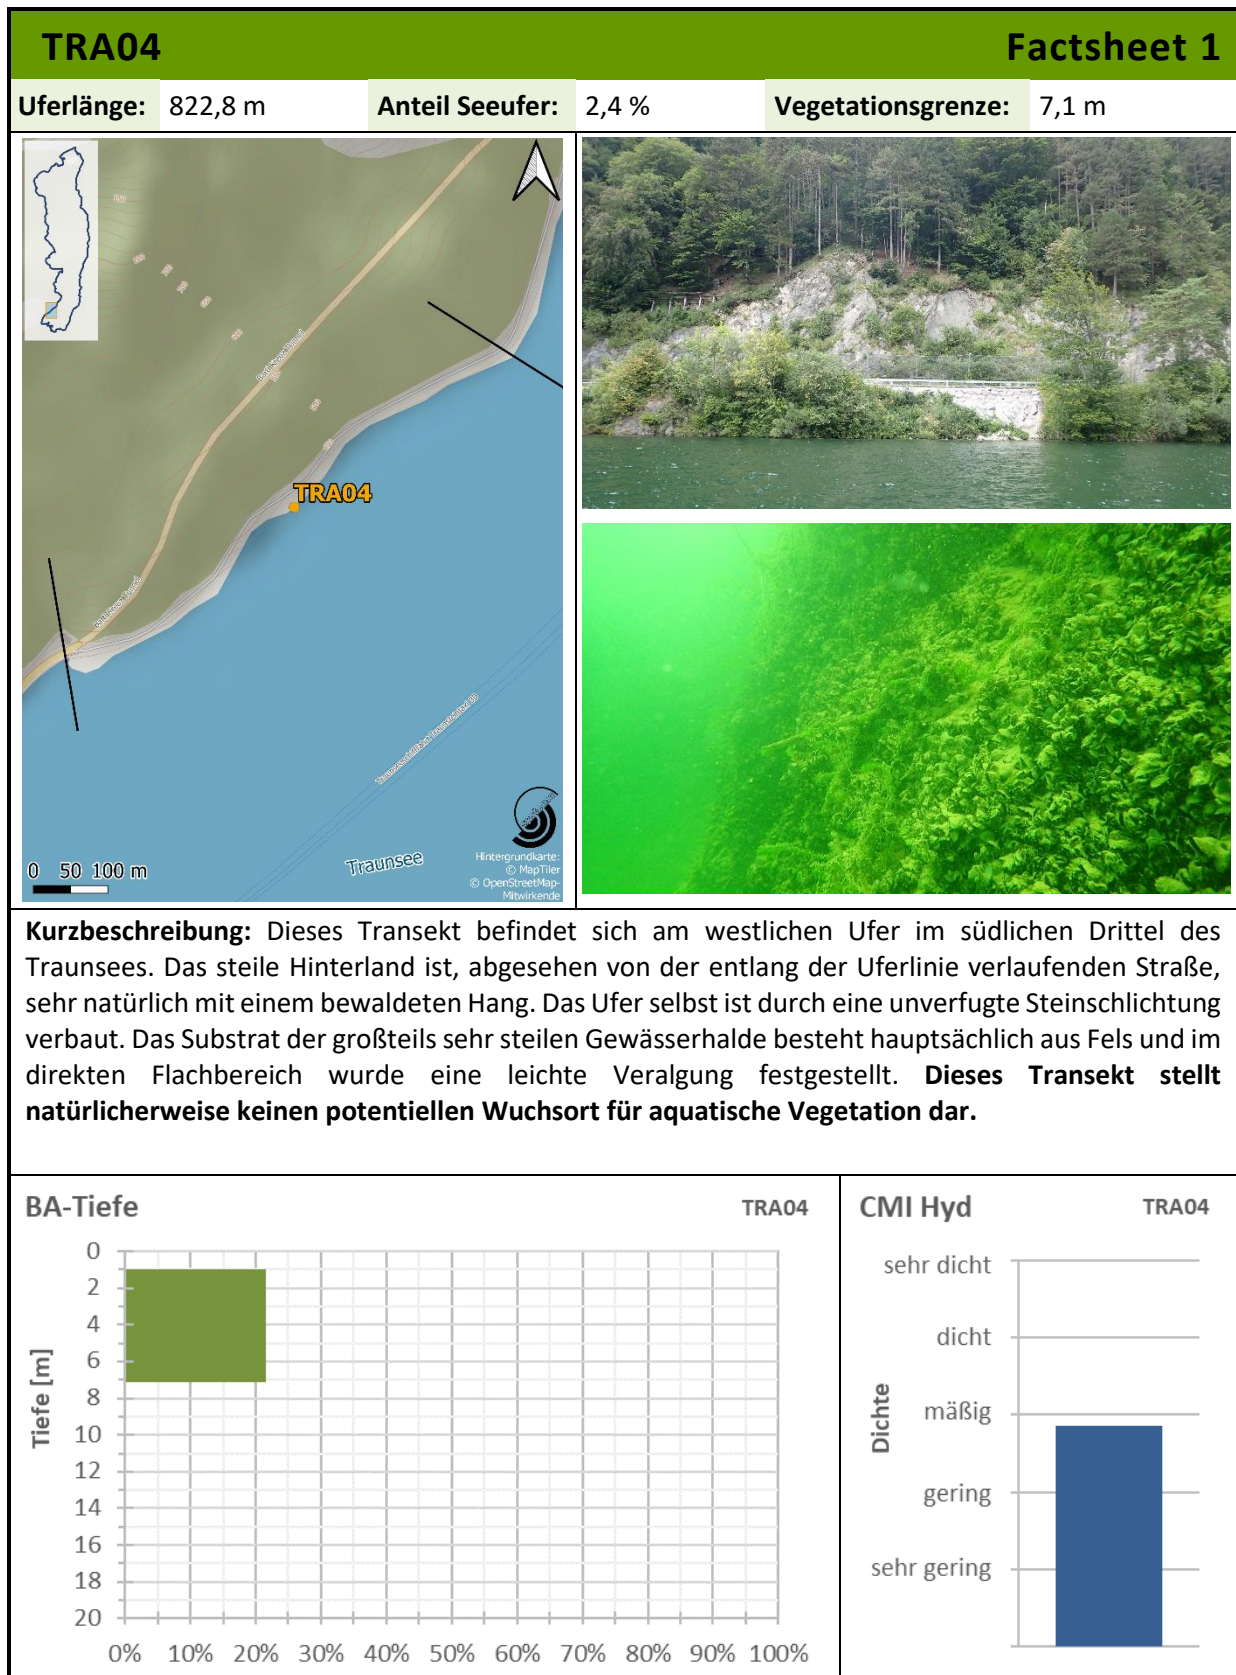 TRA04 Factsheet 1
Uferlänge: 822,8 m Anteil Seeufer: 2,4 % Vegetationsgrenze: 7,1 m
TRA04
Traunsee
0 50 100 m
Hintergrundkarte:
© MapTiler
© OpenStreetMap-
Mitwirkende
Kurzbeschreibung: Dieses Transekt befindet sich am westlichen Ufer im südlichen Drittel des
Traunsees. Das steile Hinterland ist, abgesehen von der entlang der Uferlinie verlaufenden Straße,
sehr natürlich mit einem bewaldeten Hang. Das Ufer selbst ist durch eine unverfugte Steinschlichtung
verbaut. Das Substrat der großteils sehr steilen Gewässerhalde besteht hauptsächlich aus Fels und im
direkten Flachbereich wurde eine leichte Veralgung festgestellt. Dieses Transekt stellt
natürlicherweise keinen potentiellen Wuchsort für aquatische Vegetation dar.
BA-Tiefe TRA04
Tiefe [m]
0
2
4
6
8
10
12
14
16
18
20
0% 10% 20% 30% 40% 50% 60% 70% 80% 90% 100%
CMI Hyd TRA04
Dichte
sehr dicht
dicht
mäßig
gering
sehr gering